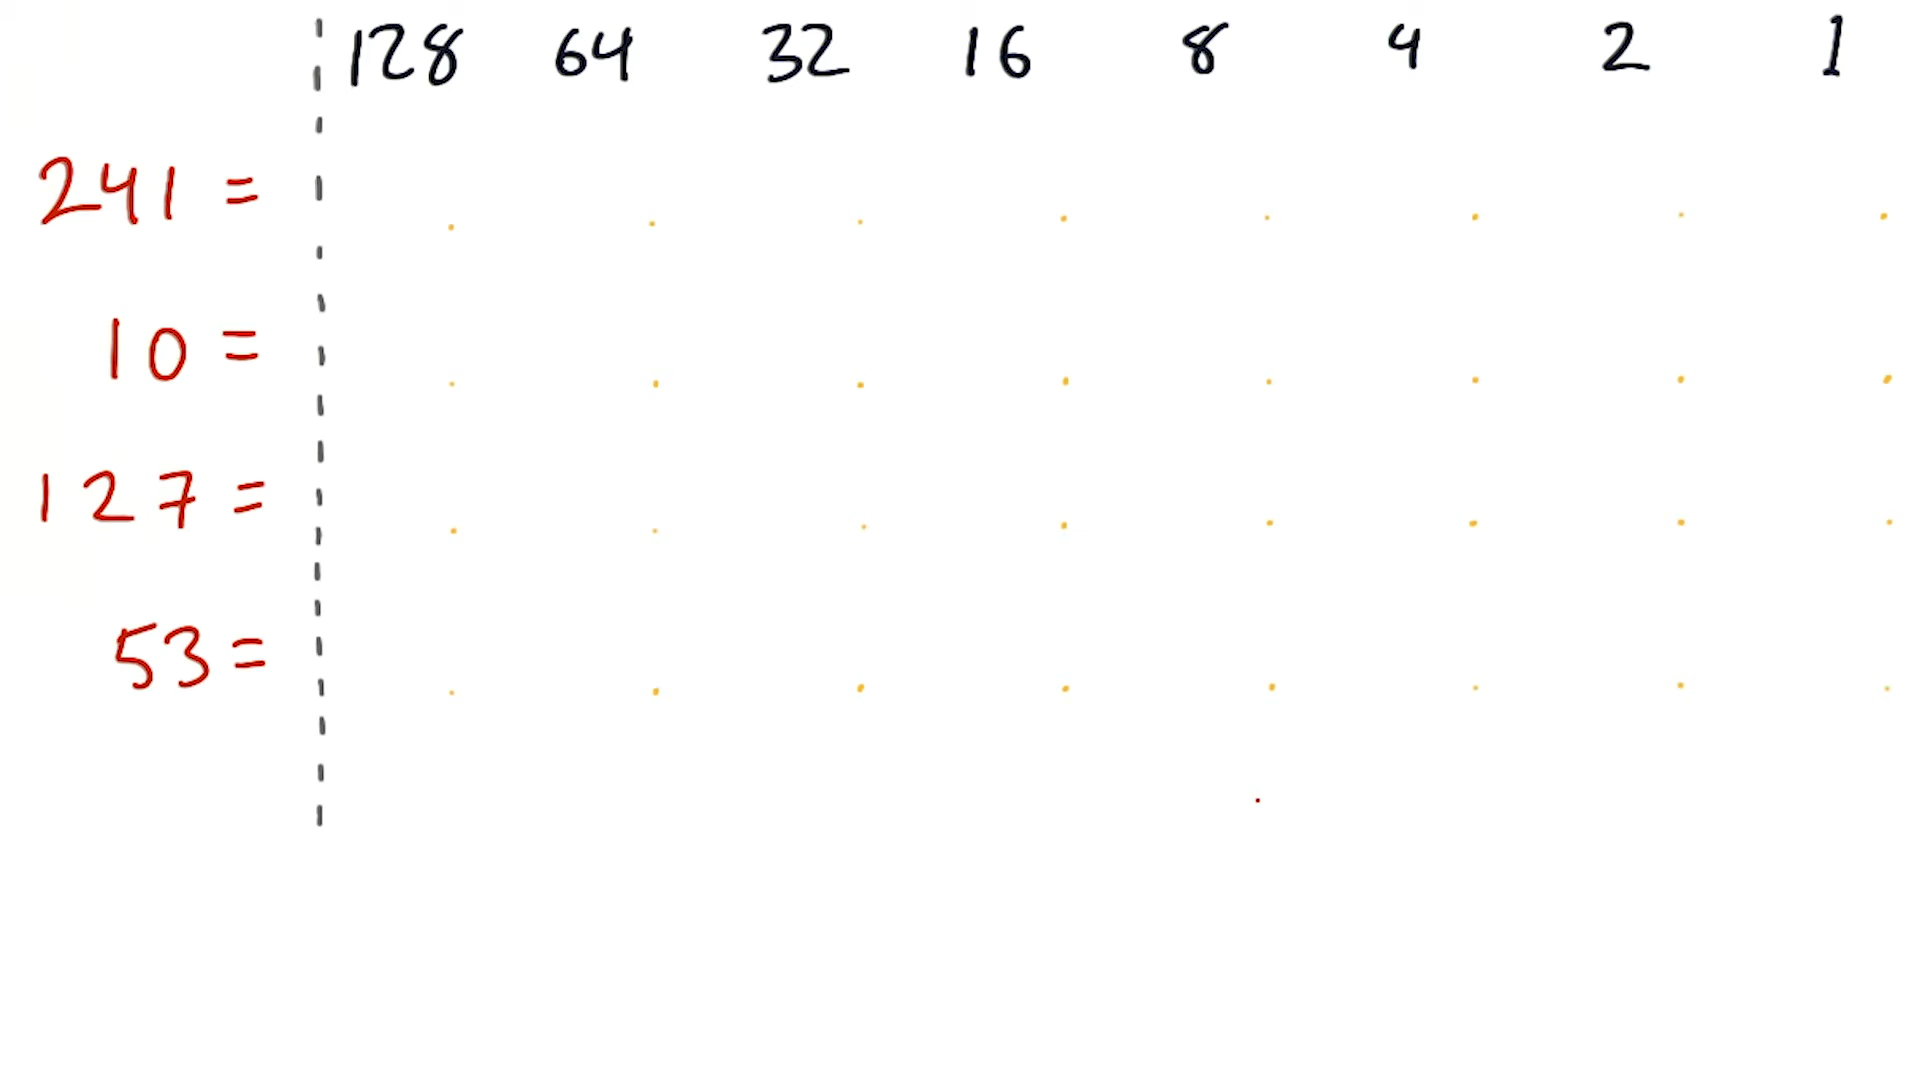 128 64 32 16 8 4 2 1
241 =
10 =
127 =
53 =